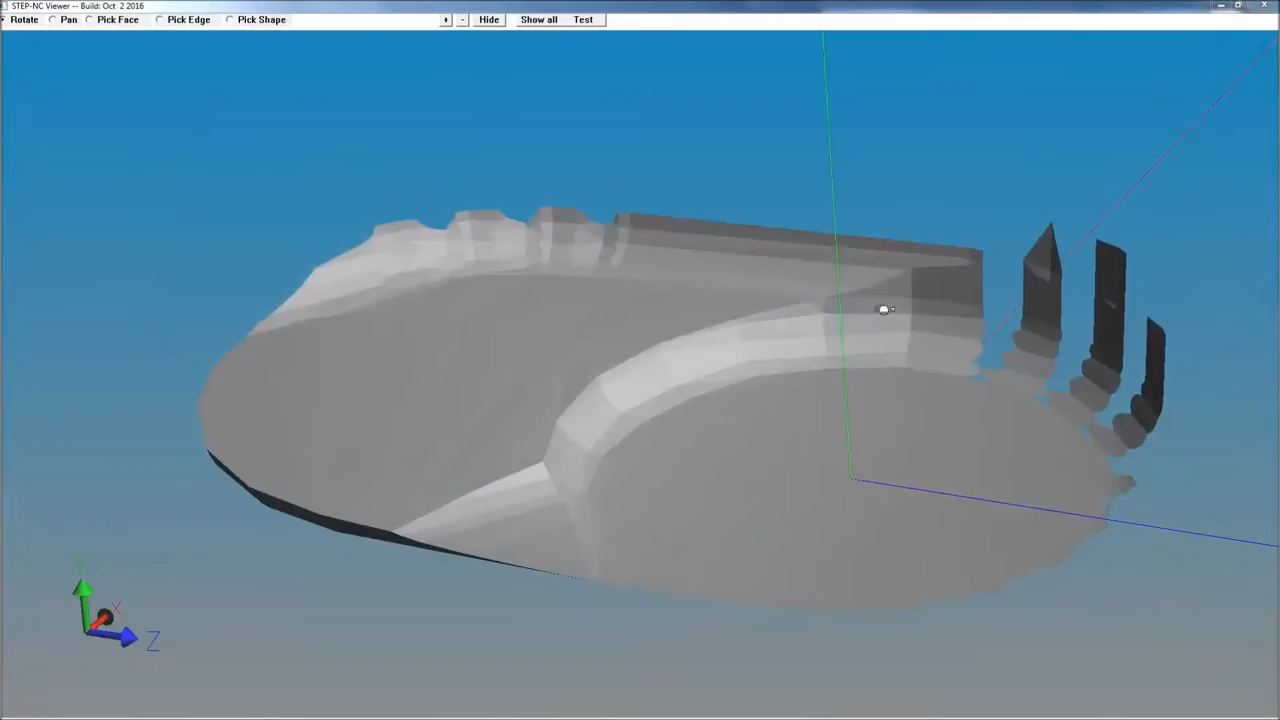 STEP-NC Viewer -- Build: Oct 2 2016
Rotate Pan Pick Face Pick Edge Pick Shape + - Hide Show all Test
X
Z